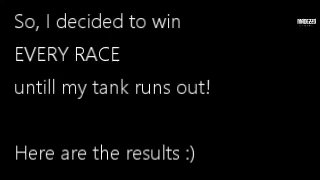 So, I decided to win
EVERY RACE
untill my tank runs out!
Here are the results :)